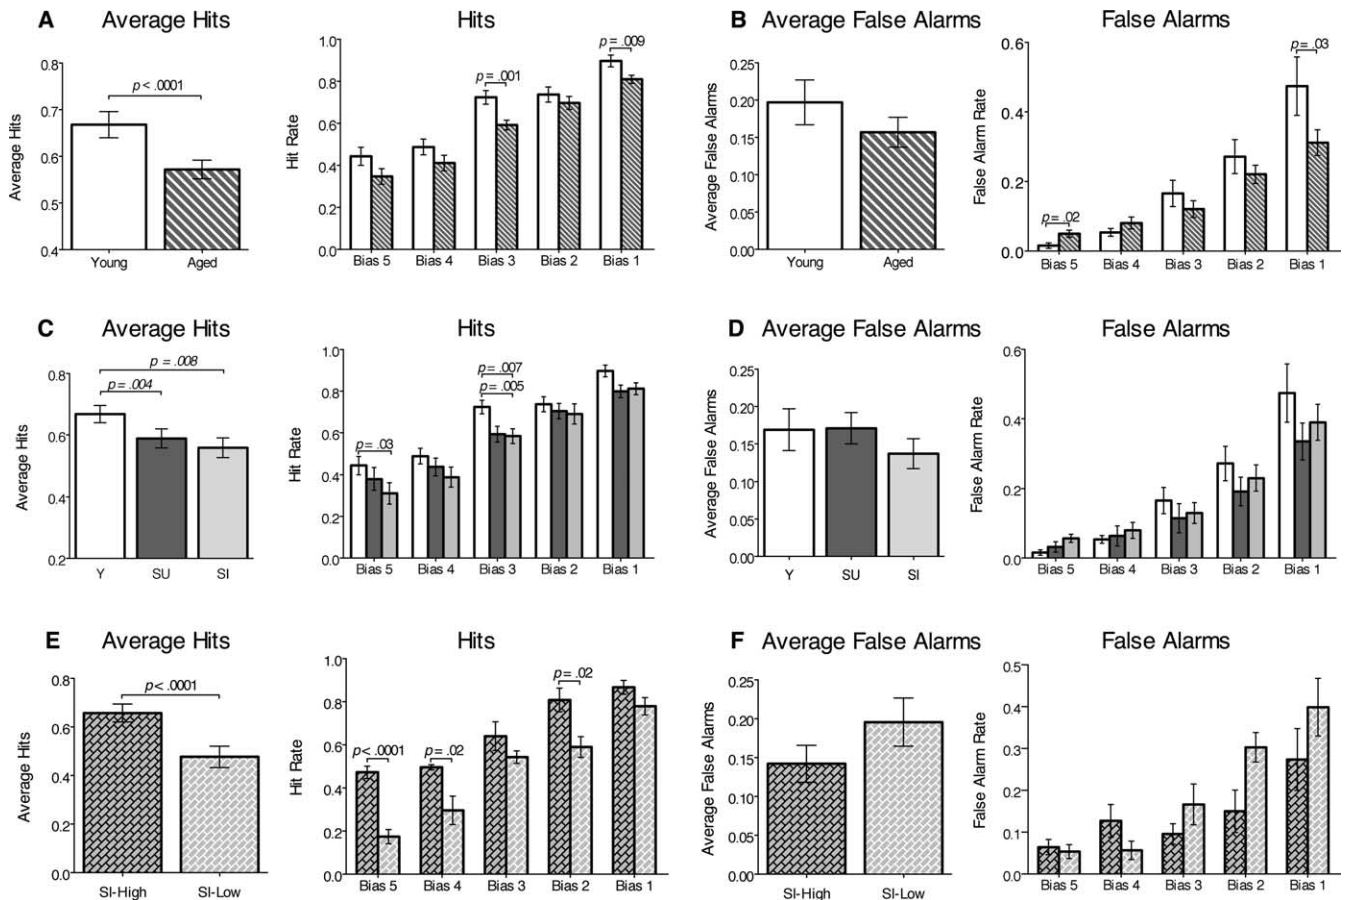 A Average Hits
Average Hits
0.8
0.7
0.6
0.5
0.4
p < .0001
Young Aged
Hits
Hit Rate
1.0
0.8
0.6
0.4
0.2
0.0
p = .001
p = .009
Bias 5 Bias 4 Bias 3 Bias 2 Bias 1
B Average False Alarms
Average False Alarms
0.25
0.20
0.15
0.10
0.05
0.00
Young Aged
False Alarms
False Alarm Rate
0.6
0.4
0.2
0.0
p = .02
p = .03
Bias 5 Bias 4 Bias 3 Bias 2 Bias 1
C Average Hits
Average Hits
0.8
0.6
0.4
0.2
p = .008
p = .004
Y SU SI
Hits
Hit Rate
1.0
0.8
0.6
0.4
0.2
0.0
p = .03
p = .007
p = .005
Bias 5 Bias 4 Bias 3 Bias 2 Bias 1
D Average False Alarms
Average False Alarms
0.25
0.20
0.15
0.10
0.05
0.00
Y SU SI
False Alarms
False Alarm Rate
0.6
0.4
0.2
0.0
Bias 5 Bias 4 Bias 3 Bias 2 Bias 1
E Average Hits
Average Hits
0.8
0.6
0.4
0.2
0.0
p < .0001
SI-High SI-Low
Hits
Hit Rate
1.0
0.8
0.6
0.4
0.2
0.0
p < .0001
p = .02
p = .02
Bias 5 Bias 4 Bias 3 Bias 2 Bias 1
F Average False Alarms
Average False Alarms
0.25
0.20
0.15
0.10
0.05
0.00
SI-High SI-Low
False Alarms
False Alarm Rate
0.5
0.4
0.3
0.2
0.1
0.0
Bias 5 Bias 4 Bias 3 Bias 2 Bias 1